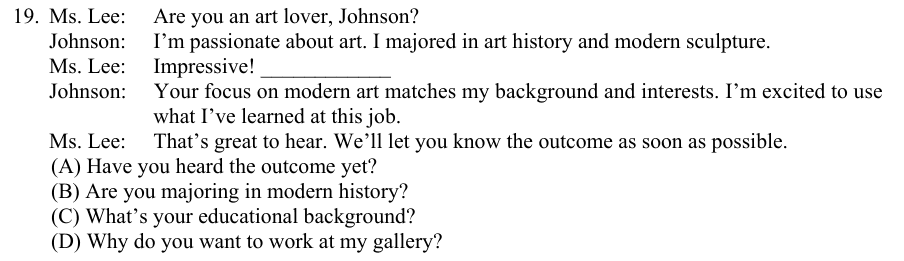 19. Ms. Lee: Are you an art lover, Johnson?
Johnson: I'm passionate about art. I majored in art history and modern sculpture.
Ms. Lee: Impressive! ____________
Johnson: Your focus on modern art matches my background and interests. I'm excited to use
what I've learned at this job.
Ms. Lee: That's great to hear. We'll let you know the outcome as soon as possible.
(A) Have you heard the outcome yet?
(B) Are you majoring in modern history?
(C) What's your educational background?
(D) Why do you want to work at my gallery?